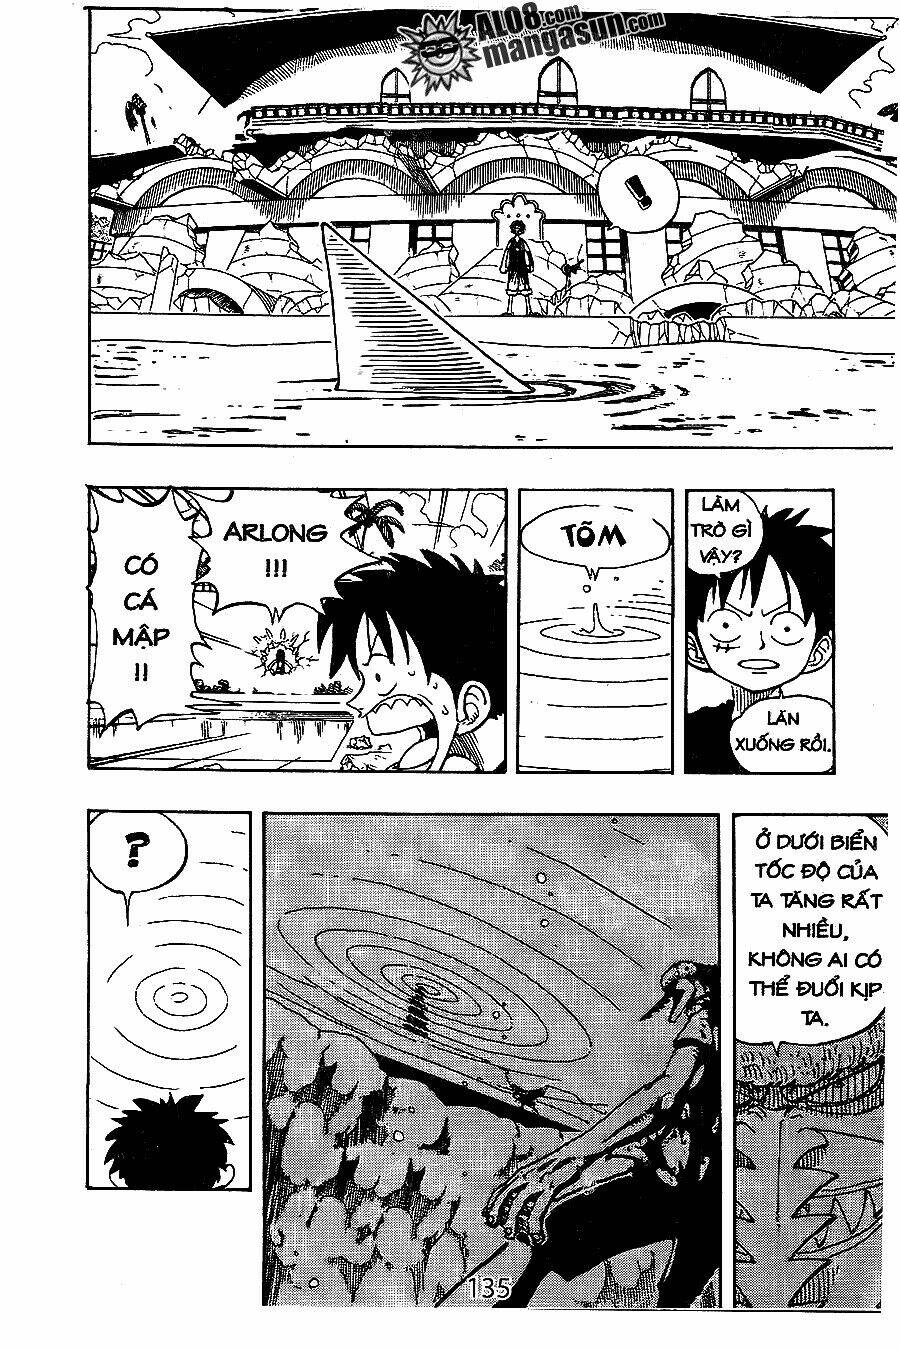 ALO8.com
mangasun.com
!
LÀM
TRÒ GÌ
VẬY?
LẶN
XUỐNG RỒI.
TÕM
ARLONG
!!!
CÓ
CÁ
MẬP
!!
Ở DƯỚI BIỂN
TỐC ĐỘ CỦA
TA TĂNG RẤT
NHIỀU,
KHÔNG AI CÓ
THỂ ĐUỔI KỊP
TA.
?
135